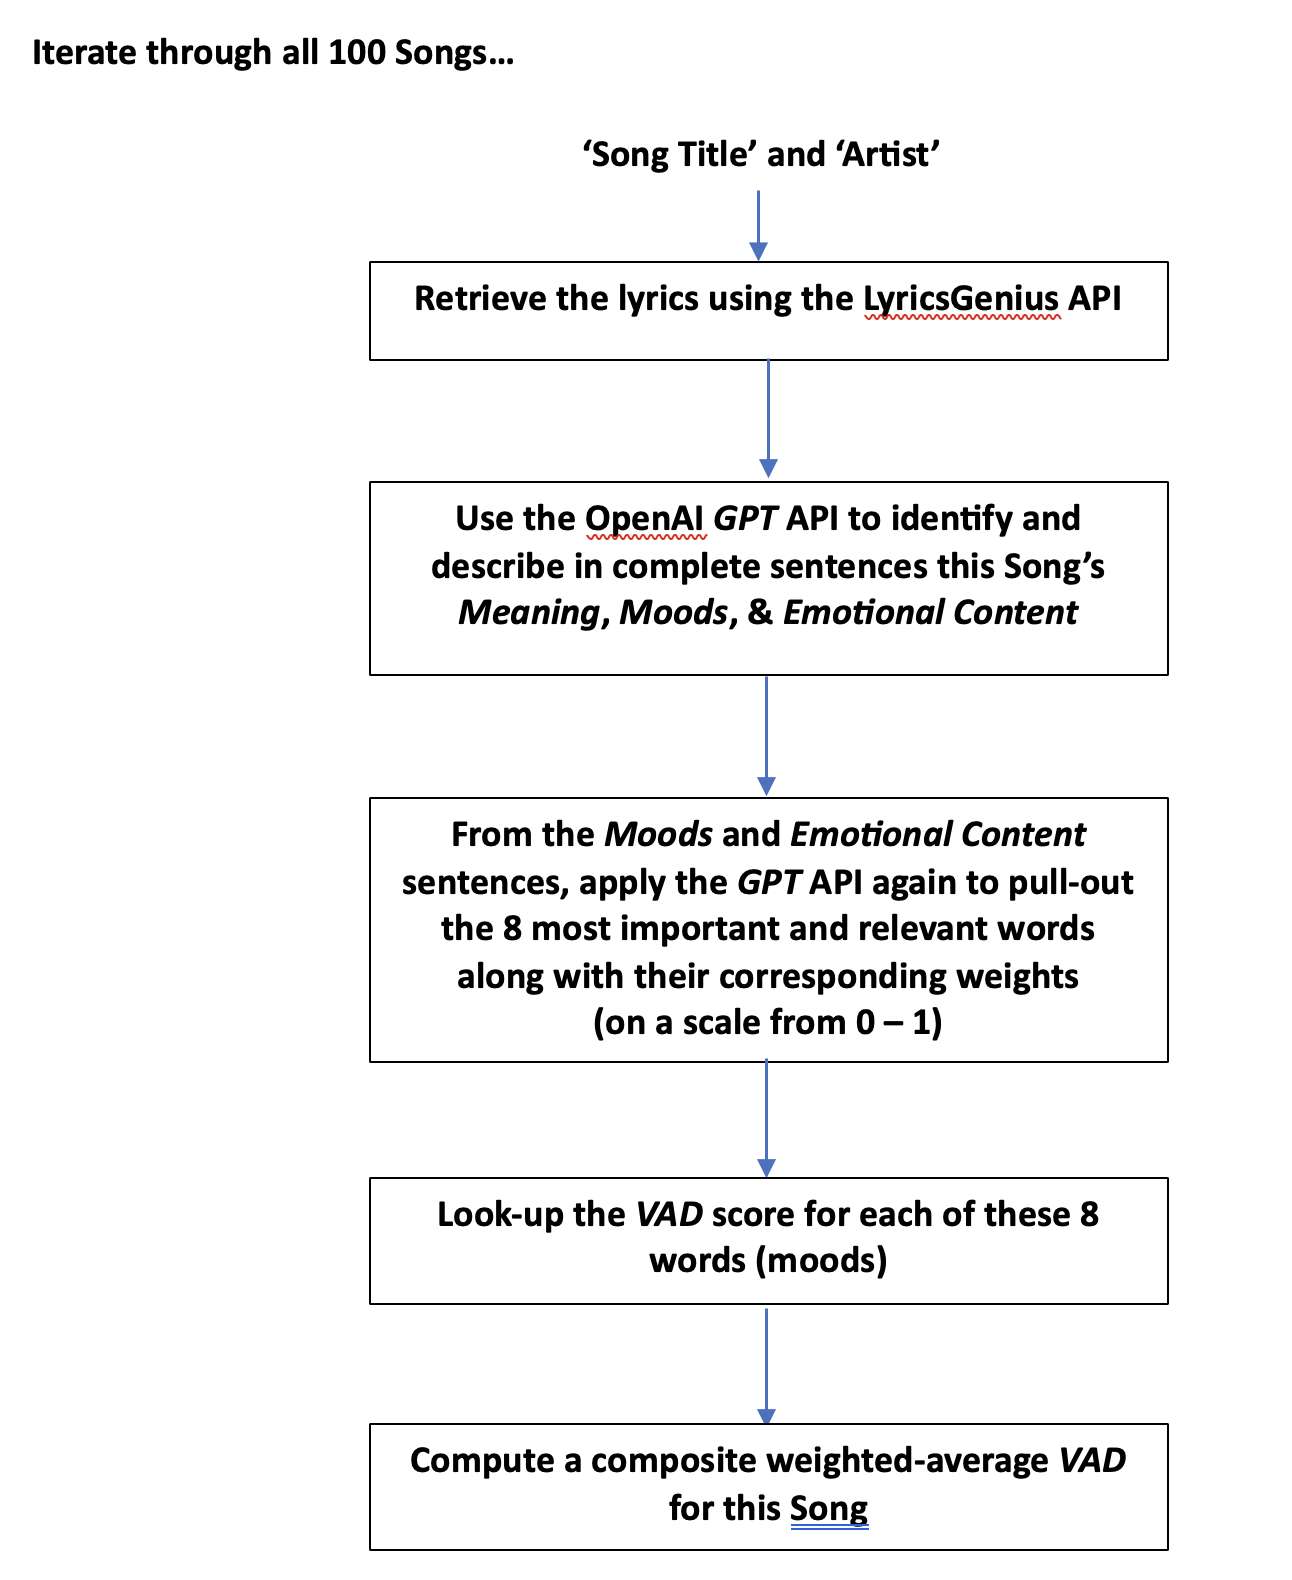 Iterate through all 100 Songs...
‘Song Title’ and ‘Artist’
Retrieve the lyrics using the LyricsGenius API
Use the OpenAI GPT API to identify and
describe in complete sentences this Song’s
Meaning, Moods, & Emotional Content
From the Moods and Emotional Content
sentences, apply the GPT API again to pull-out
the 8 most important and relevant words
along with their corresponding weights
(on a scale from 0 – 1)
Look-up the VAD score for each of these 8
words (moods)
Compute a composite weighted-average VAD
for this Song